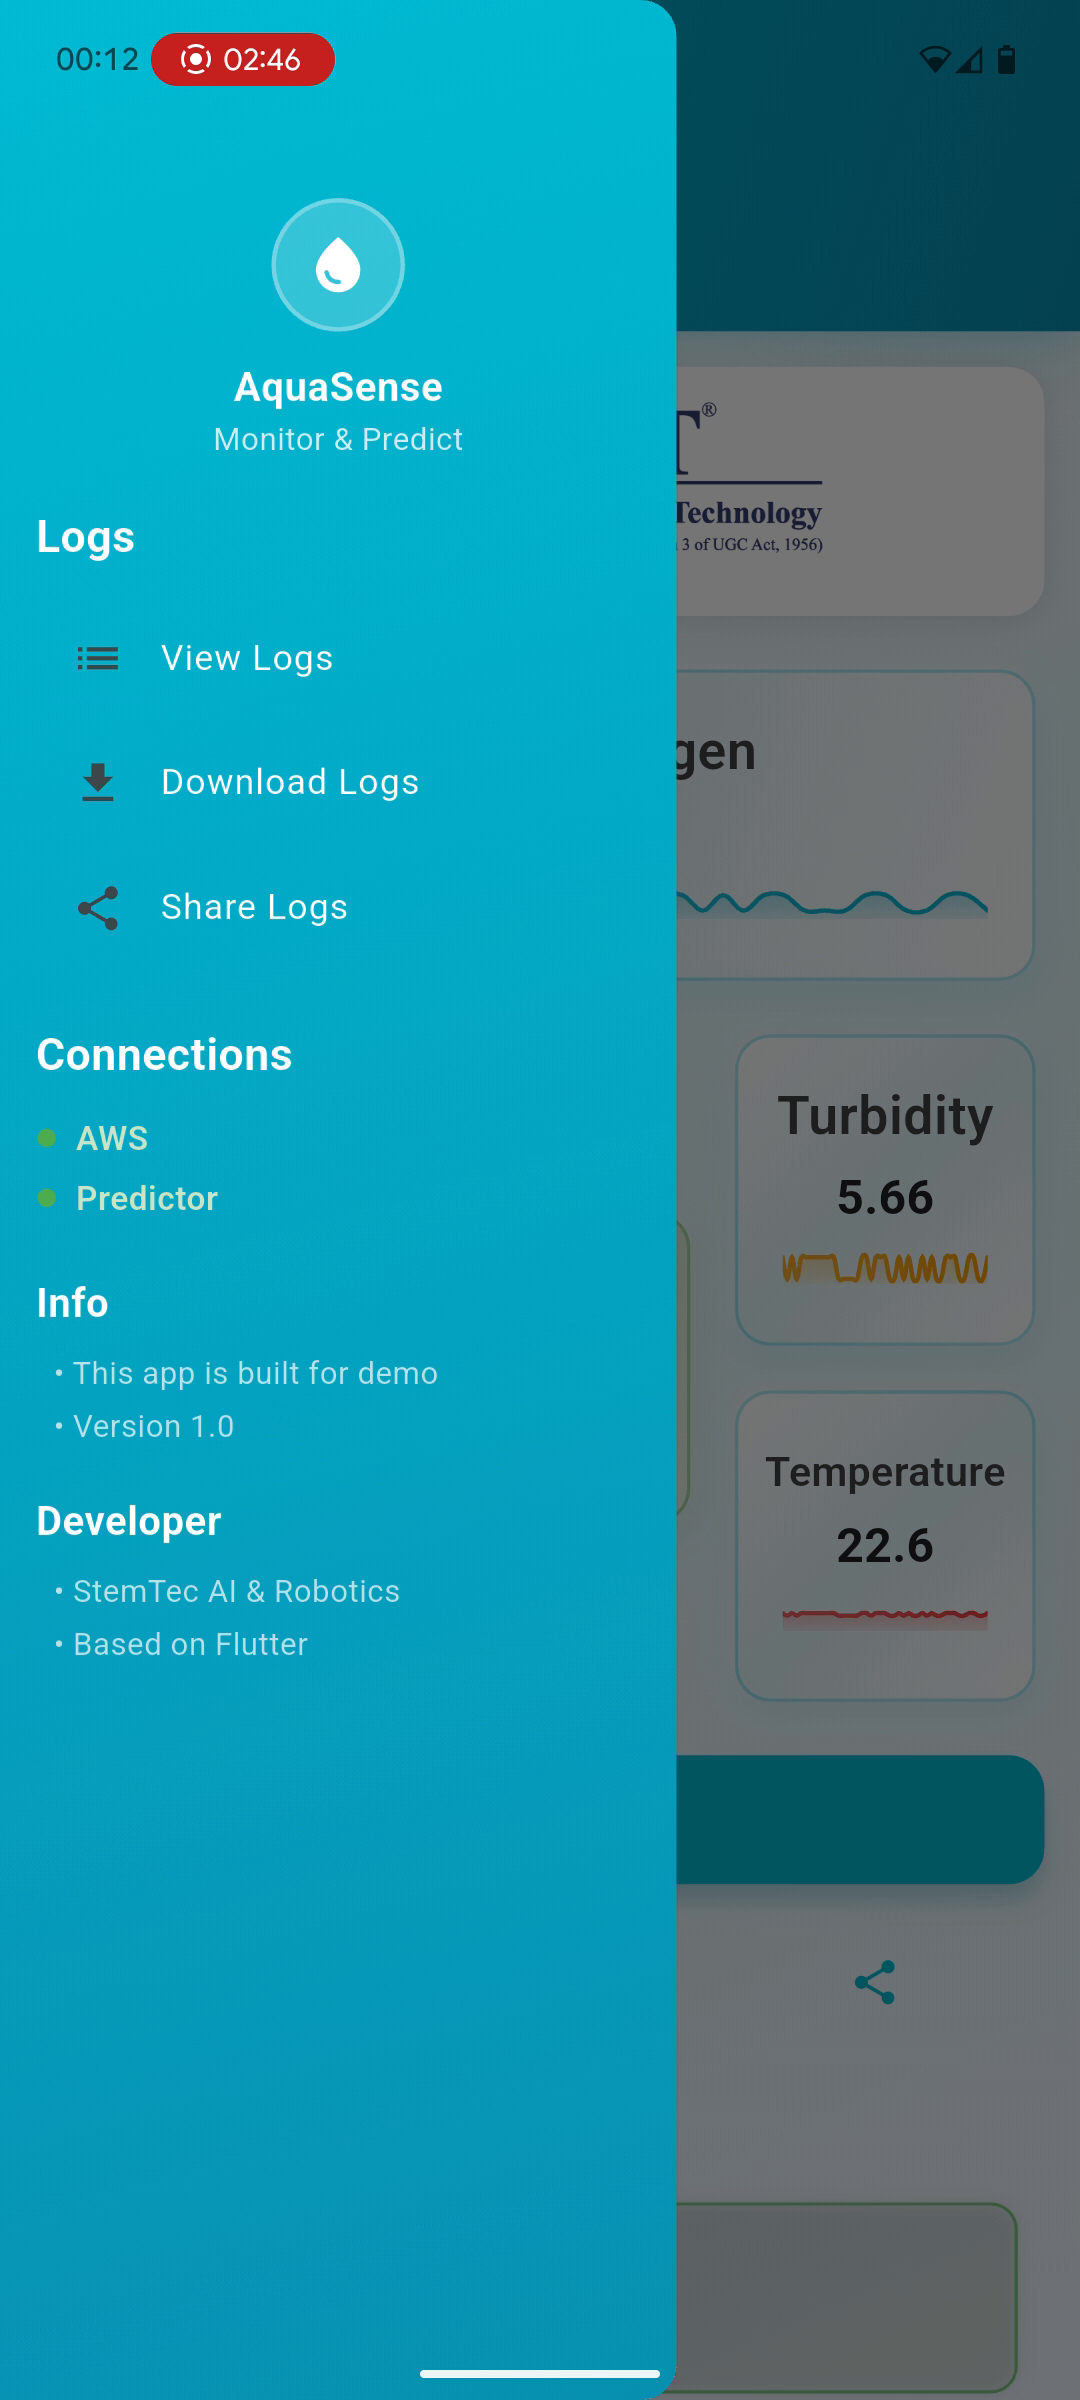 00:12 02:46
AquaSense
Monitor & Predict
Logs
View Logs
Download Logs
Share Logs
Connections
AWS
Predictor
Info
• This app is built for demo
• Version 1.0
Developer
• StemTec AI & Robotics
• Based on Flutter
T®
Technology
3 of UGC Act, 1956)
gen
Turbidity
5.66
Temperature
22.6